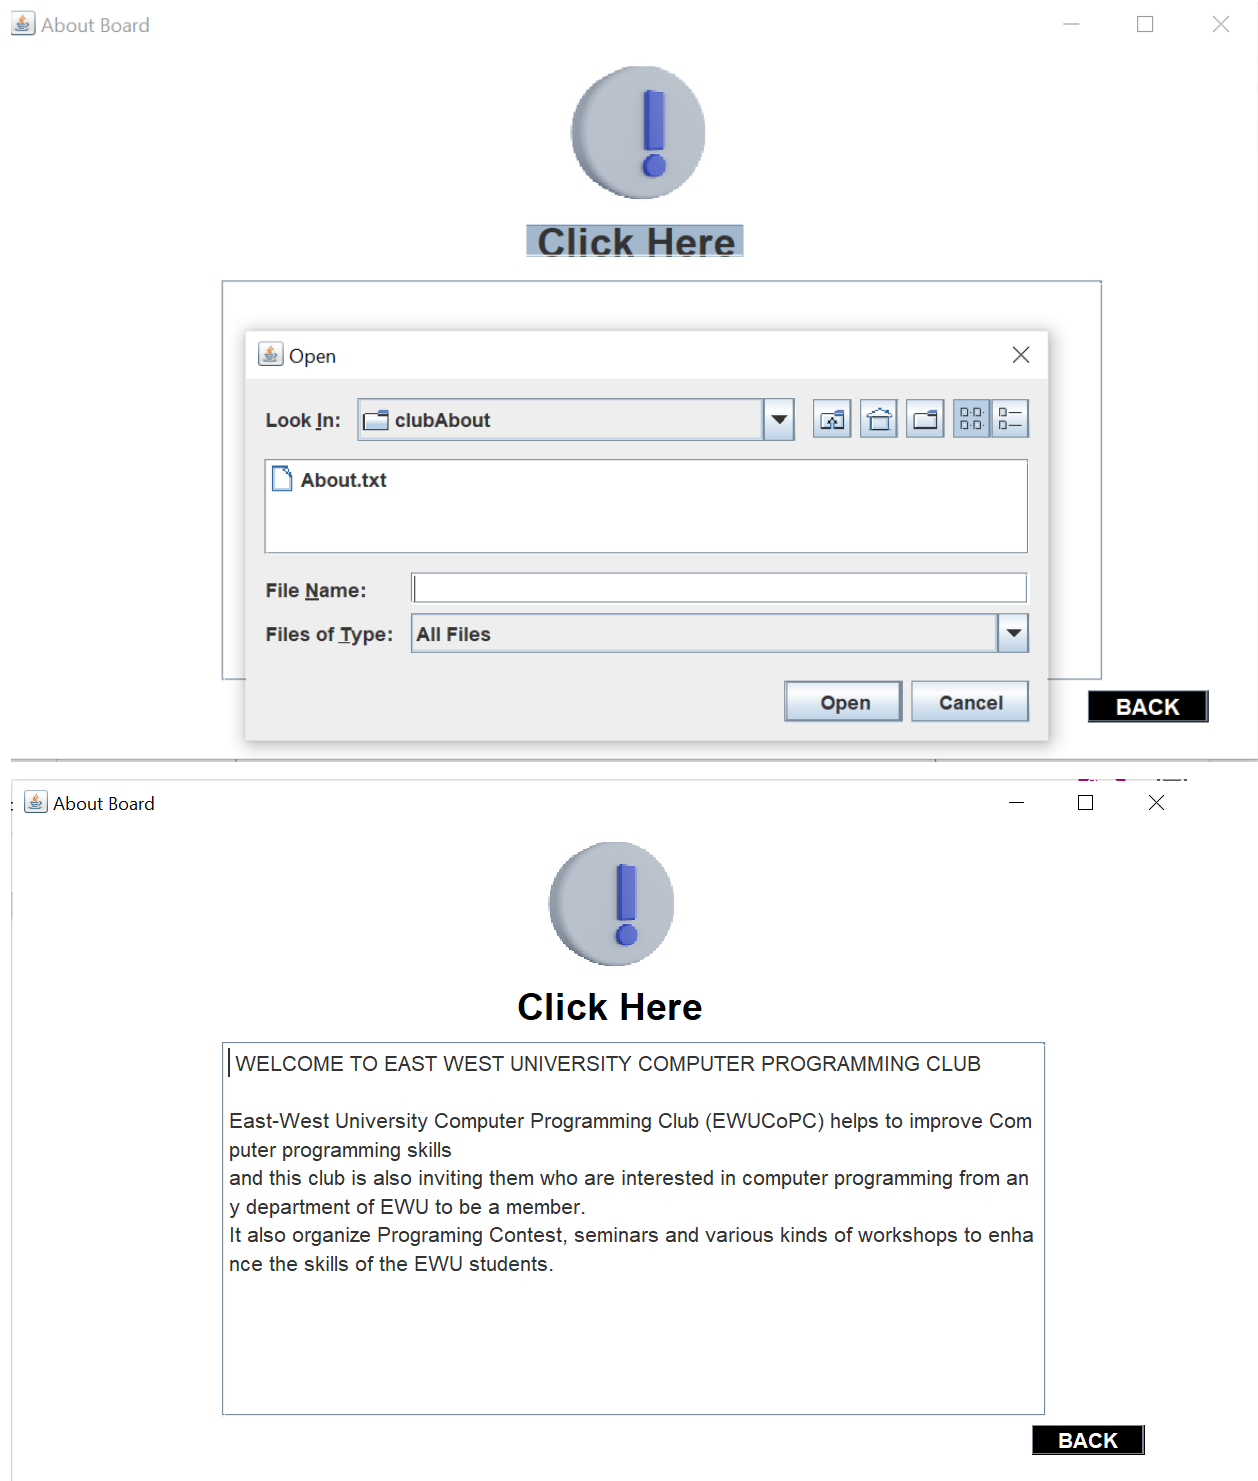 About Board
Click Here
Open
Look In: clubAbout
About.txt
File Name:
Files of Type: All Files
Open Cancel
BACK
About Board
Click Here
WELCOME TO EAST WEST UNIVERSITY COMPUTER PROGRAMMING CLUB
East-West University Computer Programming Club (EWUCoPC) helps to improve Com
puter programming skills
and this club is also inviting them who are interested in computer programming from an
y department of EWU to be a member.
It also organize Programing Contest, seminars and various kinds of workshops to enha
nce the skills of the EWU students.
BACK